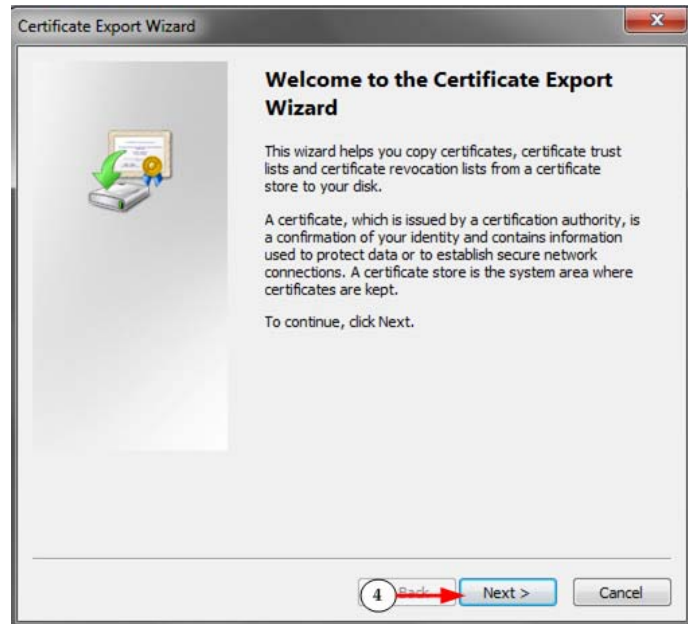 Certificate Export Wizard
Welcome to the Certificate Export
Wizard
This wizard helps you copy certificates, certificate trust
lists and certificate revocation lists from a certificate
store to your disk.
A certificate, which is issued by a certification authority, is
a confirmation of your identity and contains information
used to protect data or to establish secure network
connections. A certificate store is the system area where
certificates are kept.
To continue, click Next.
4 Back Next > Cancel